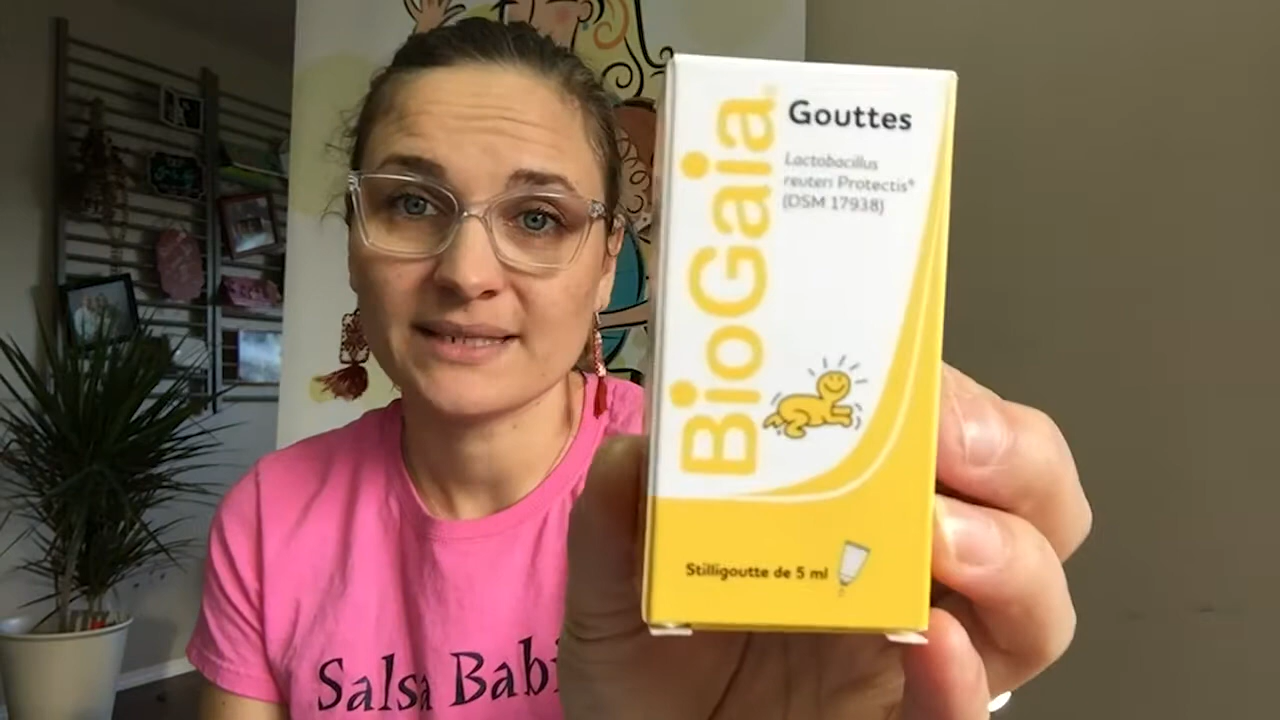 BioGaia®
Gouttes
Lactobacillus
reuteri Protectis®
(DSM 17938)
Stilligoutte de 5 ml
Salsa Babi